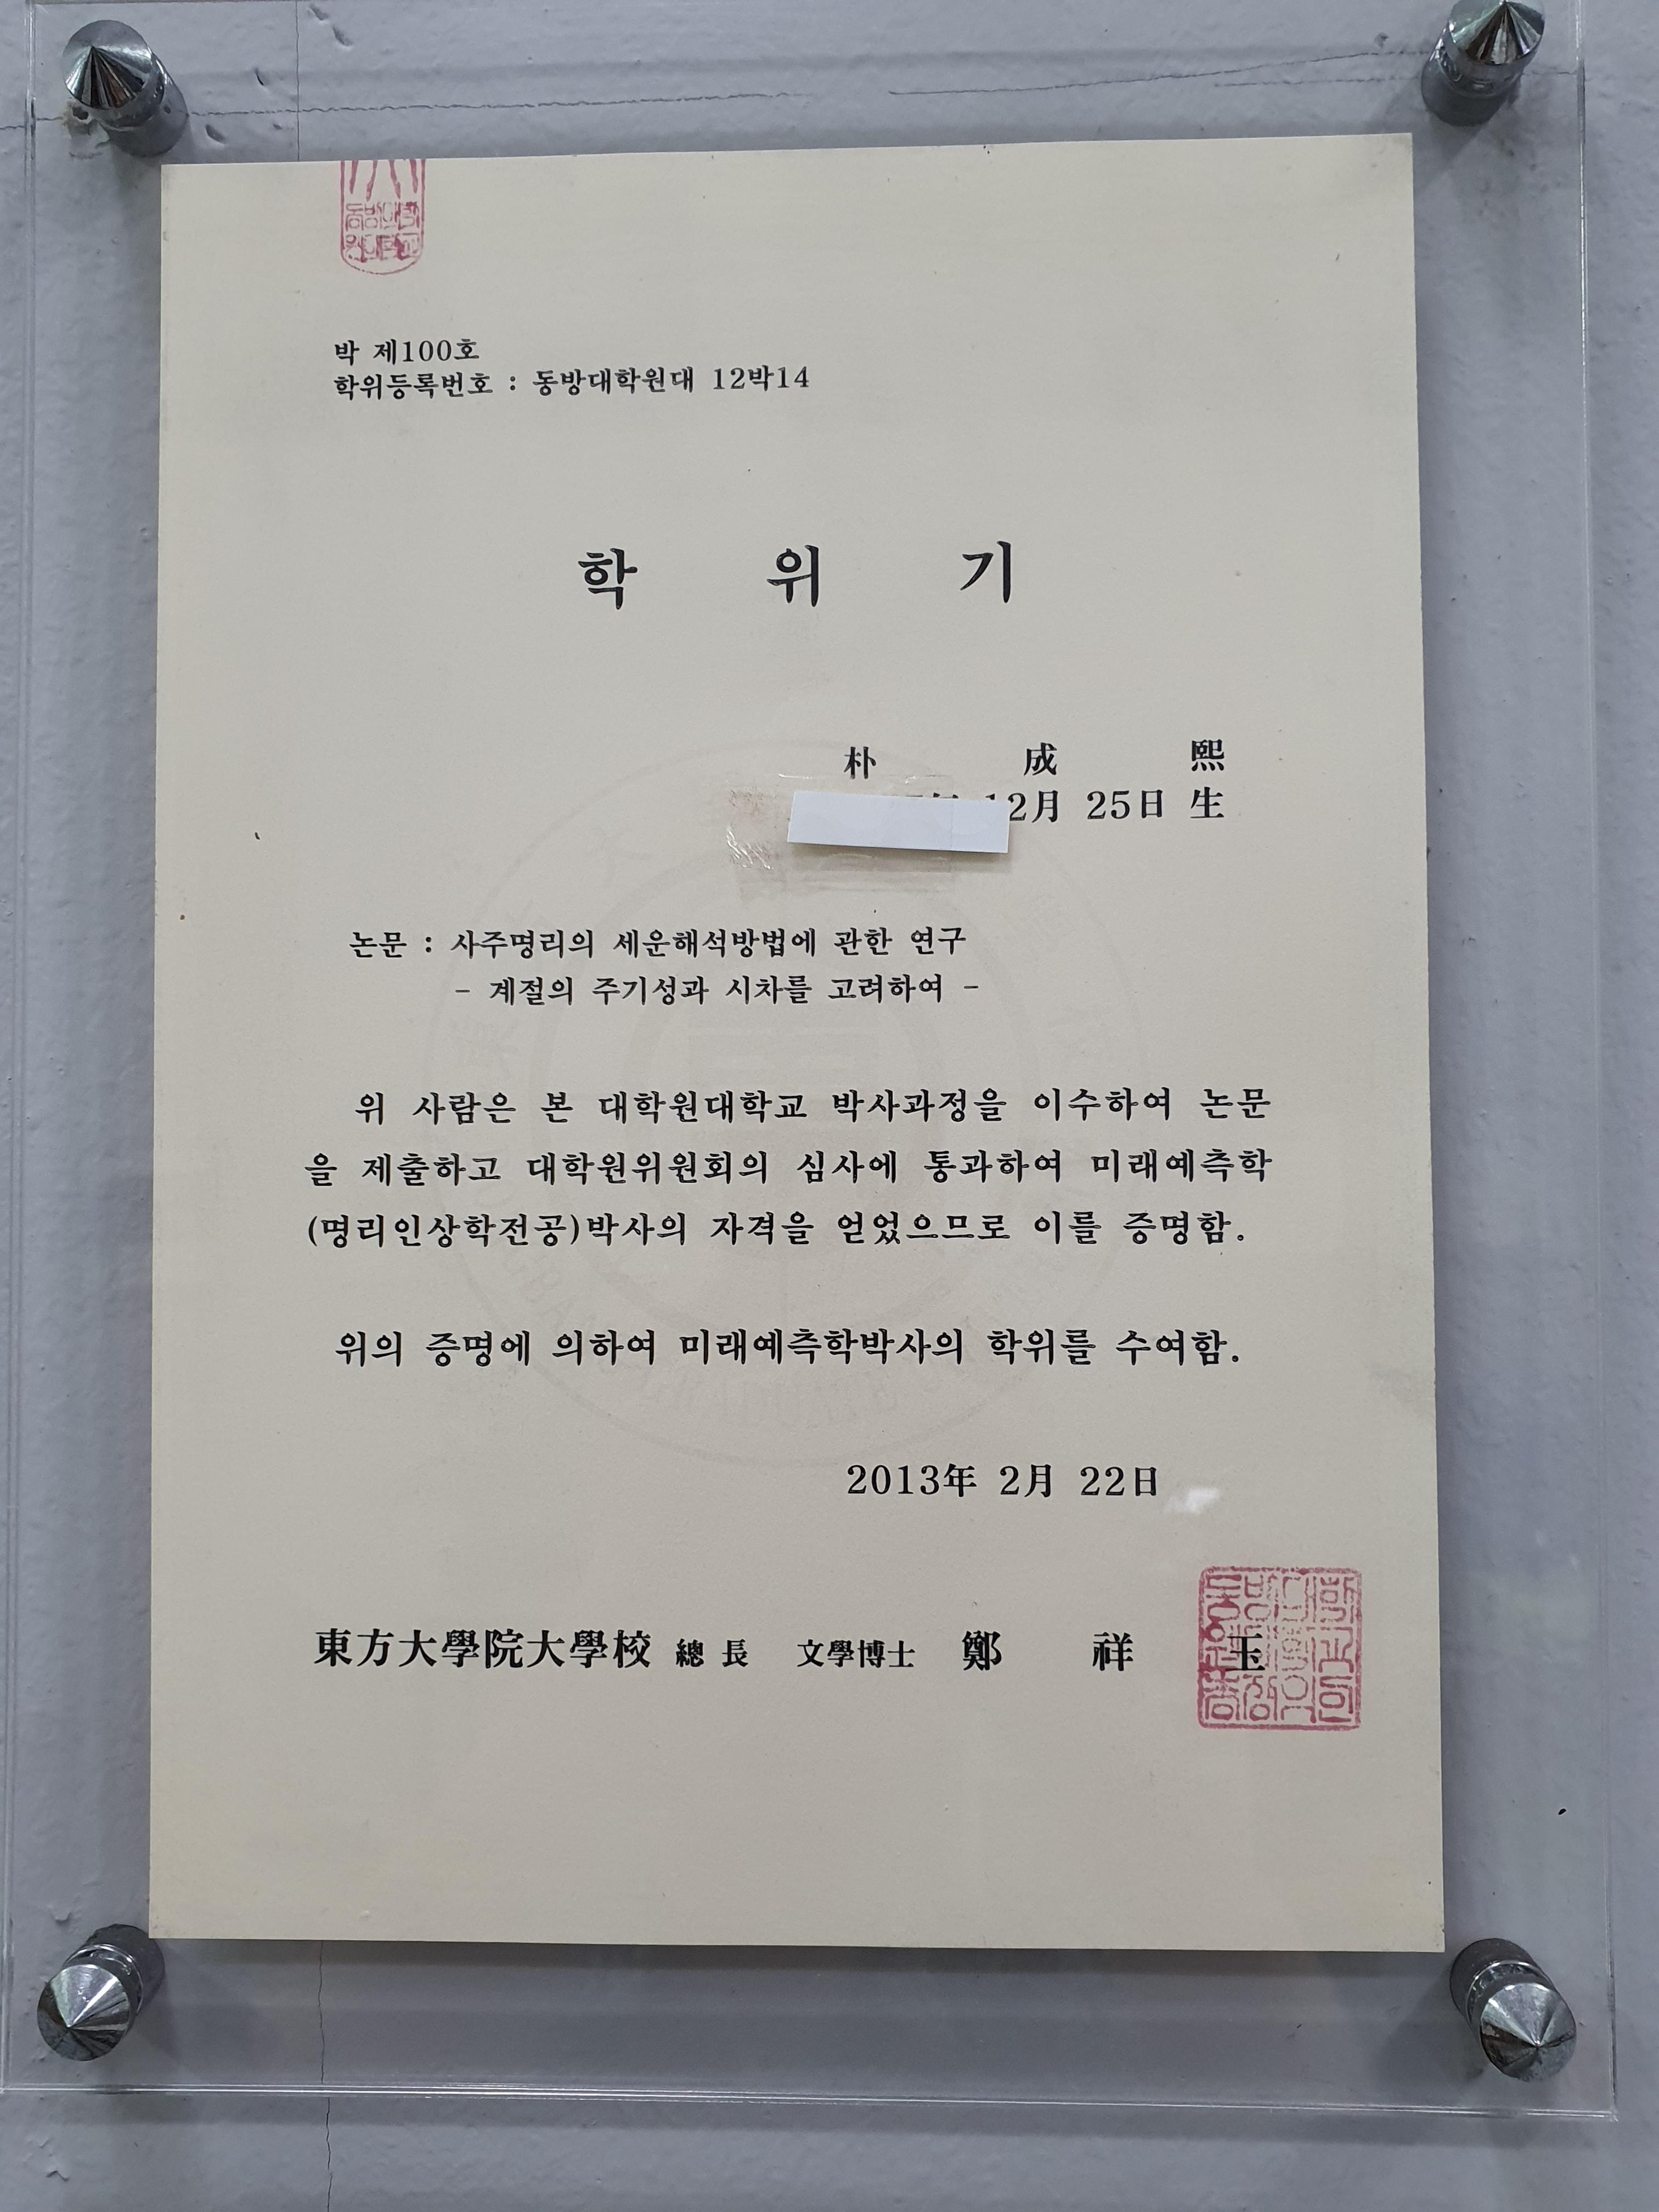 박 제100호
학위등록번호 : 동방대학원대 12박14
학 위 기
朴 成 熙
12月 25日 生
논문 : 사주명리의 세운해석방법에 관한 연구
- 계절의 주기성과 시차를 고려하여 -
위 사람은 본 대학원대학교 박사과정을 이수하여 논문
을 제출하고 대학원위원회의 심사에 통과하여 미래예측학
(명리인상학전공)박사의 자격을 얻었으므로 이를 증명함.
위의 증명에 의하여 미래예측학박사의 학위를 수여함.
2013年 2月 22日
東方大學院大學校 總 長 文學博士 鄭 祥 玉